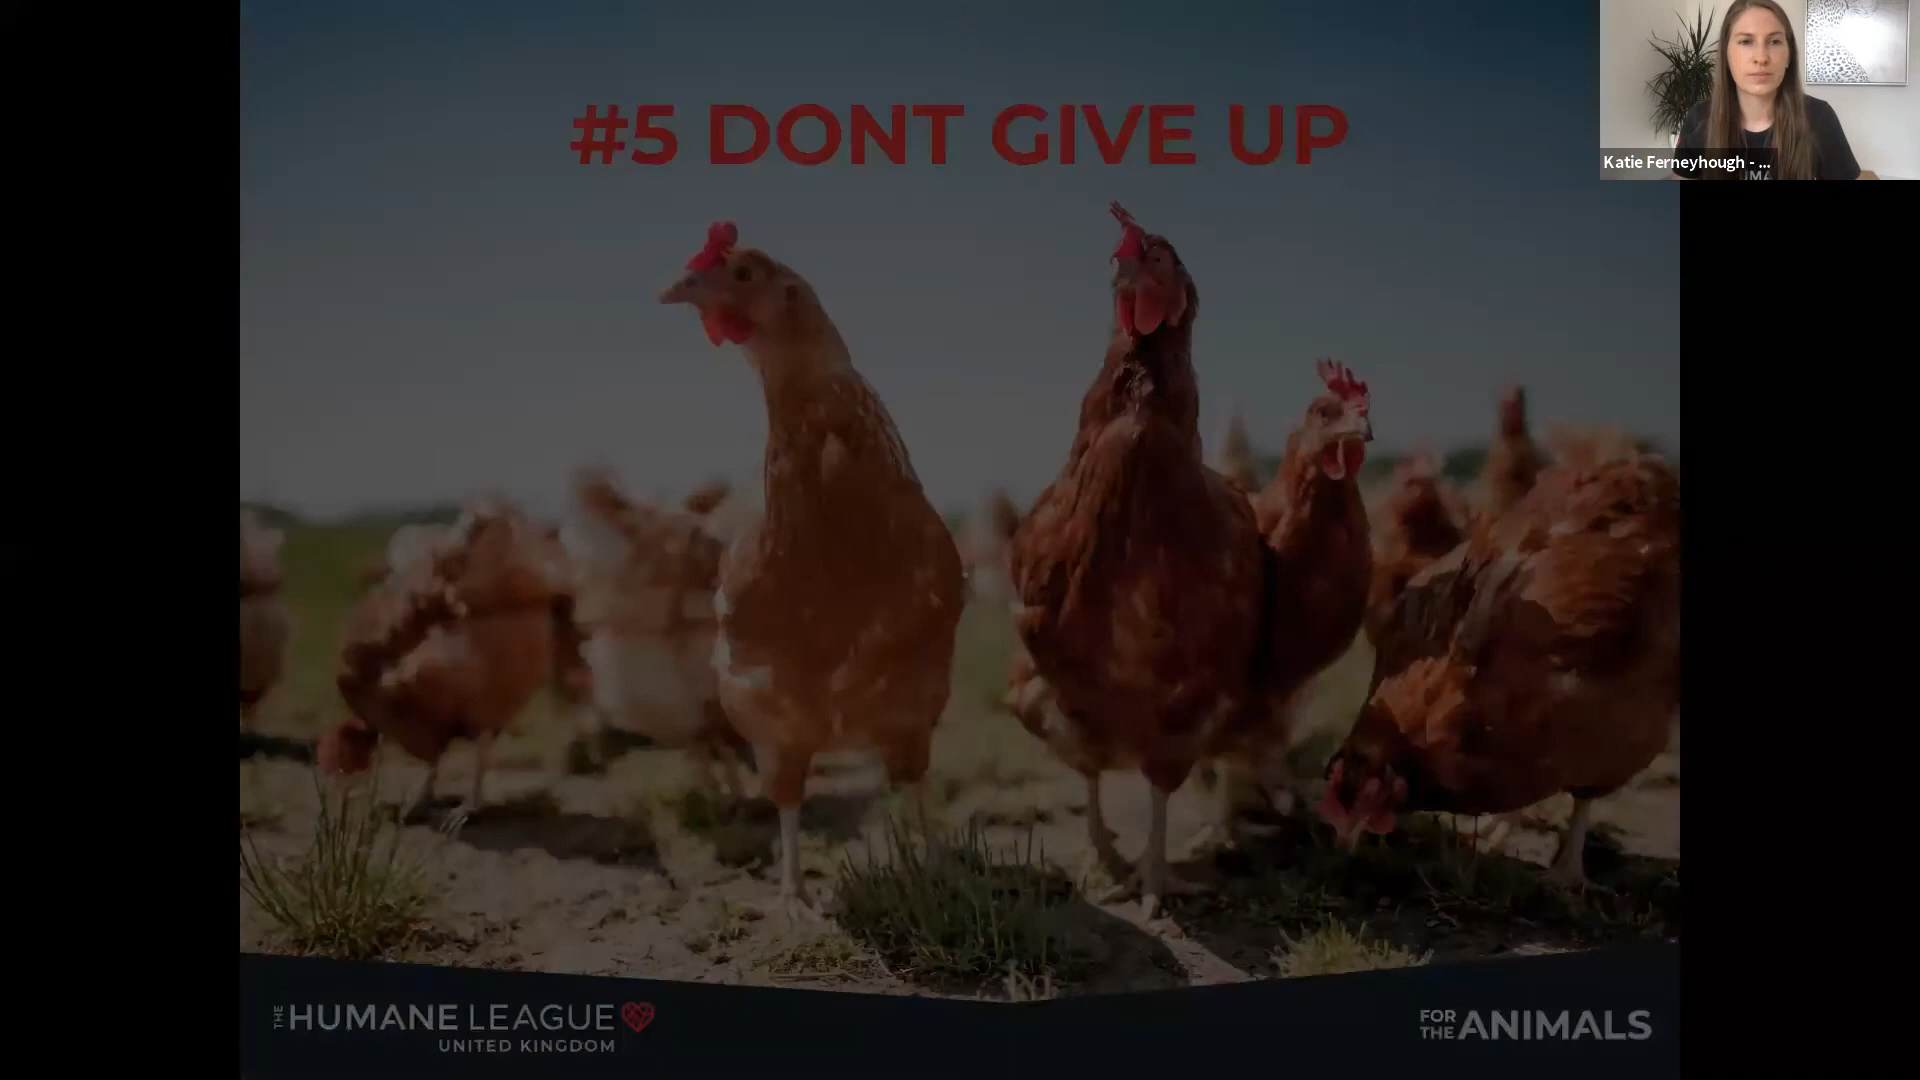 #5 DONT GIVE UP
Katie Ferneyhough - ...
THE HUMANE LEAGUE
UNITED KINGDOM
FOR THE ANIMALS